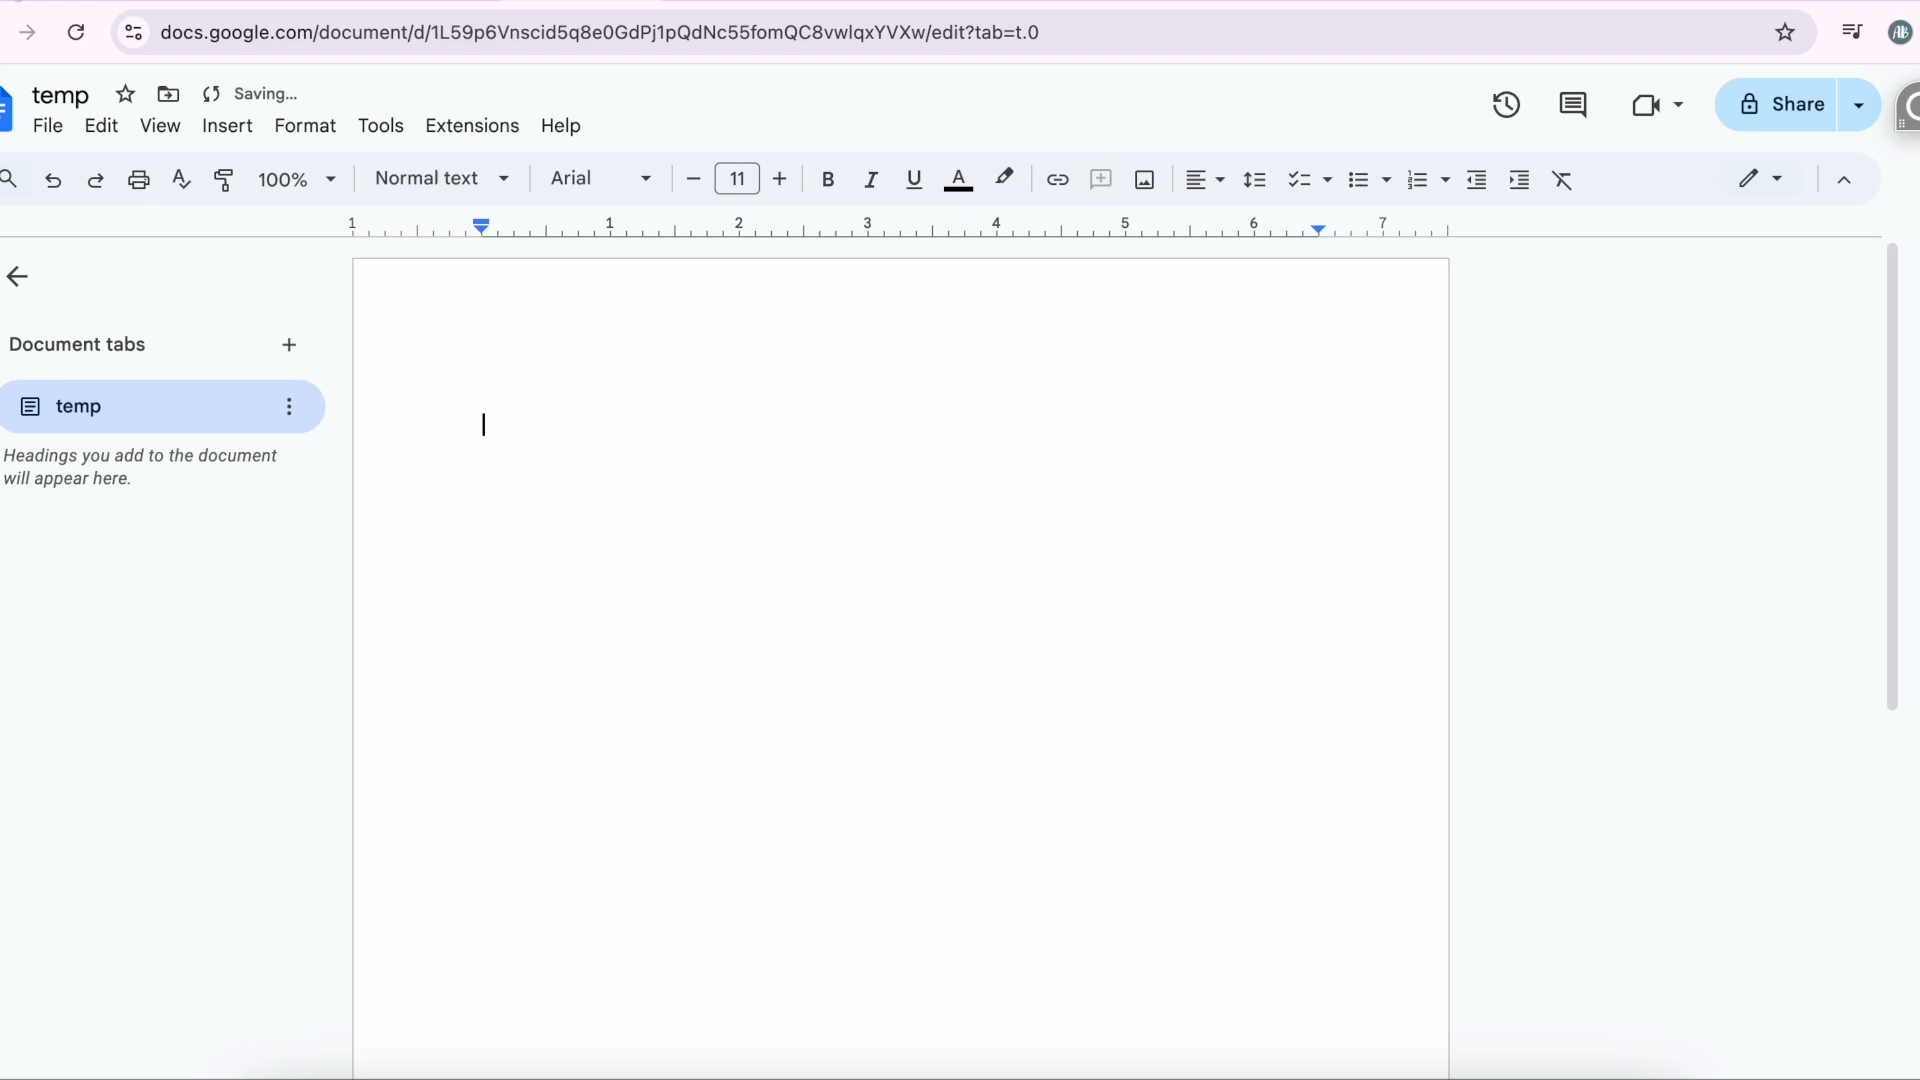 docs.google.com/document/d/1L59p6Vnscid5q8e0GdPj1pQdNc55fomQC8vwlqxYVXw/edit?tab=t.0
AB
temp
Saving...
File Edit View Insert Format Tools Extensions Help
Share
100% Normal text Arial 11 B I U A
1 1 2 3 4 5 6 7
Document tabs
temp
Headings you add to the document
will appear here.